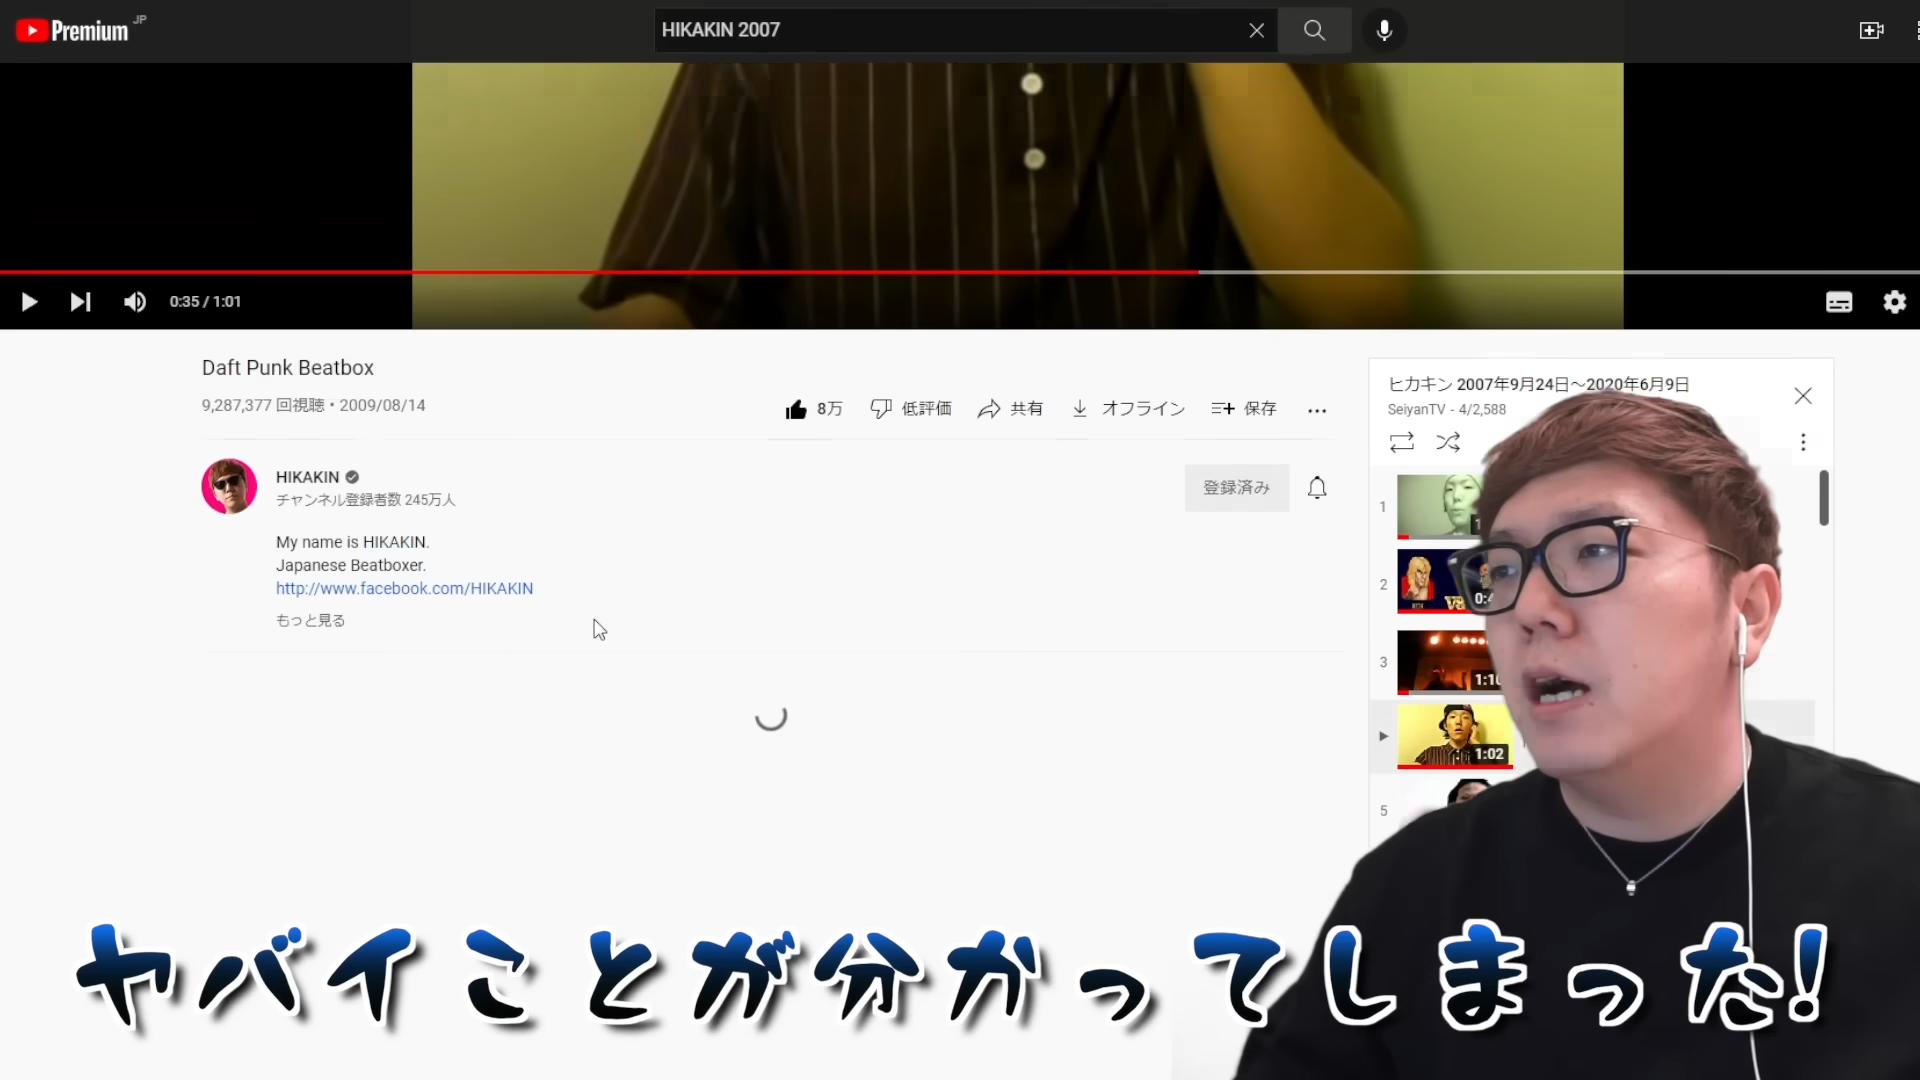 Premium JP
HIKAKIN 2007
0:35 / 1:01
Daft Punk Beatbox
9,287,377 回視聴・2009/08/14
8万 低評価 共有 オフライン 保存
HIKAKIN
チャンネル登録者数 245万人
登録済み
My name is HIKAKIN.
Japanese Beatboxer.
http://www.facebook.com/HIKAKIN
もっと見る
ヒカキン 2007年9月24日～2020年6月9日
SeiyanTV - 4/2,588
1
2
3
1:02
5
ヤバイことが分かってしまった!